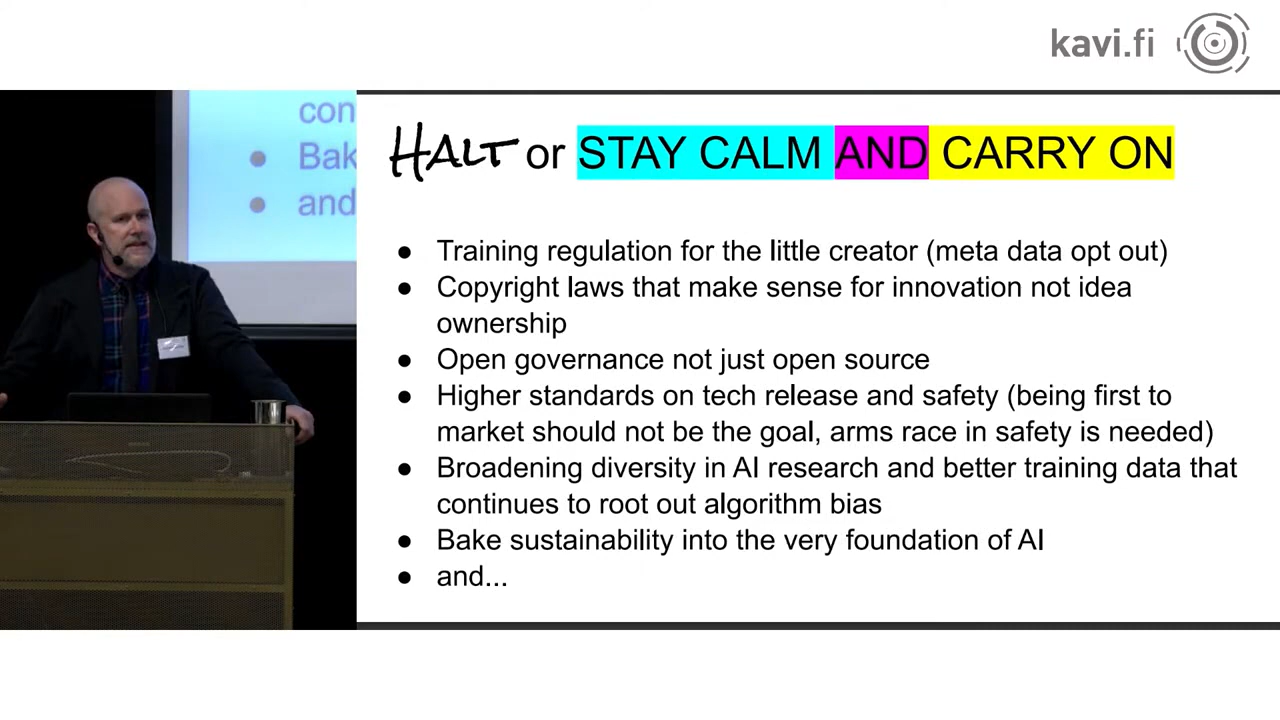 kavi.fi
con
● Bak
● and
HALT or STAY CALM AND CARRY ON
● Training regulation for the little creator (meta data opt out)
● Copyright laws that make sense for innovation not idea
ownership
● Open governance not just open source
● Higher standards on tech release and safety (being first to
market should not be the goal, arms race in safety is needed)
● Broadening diversity in AI research and better training data that
continues to root out algorithm bias
● Bake sustainability into the very foundation of AI
● and...